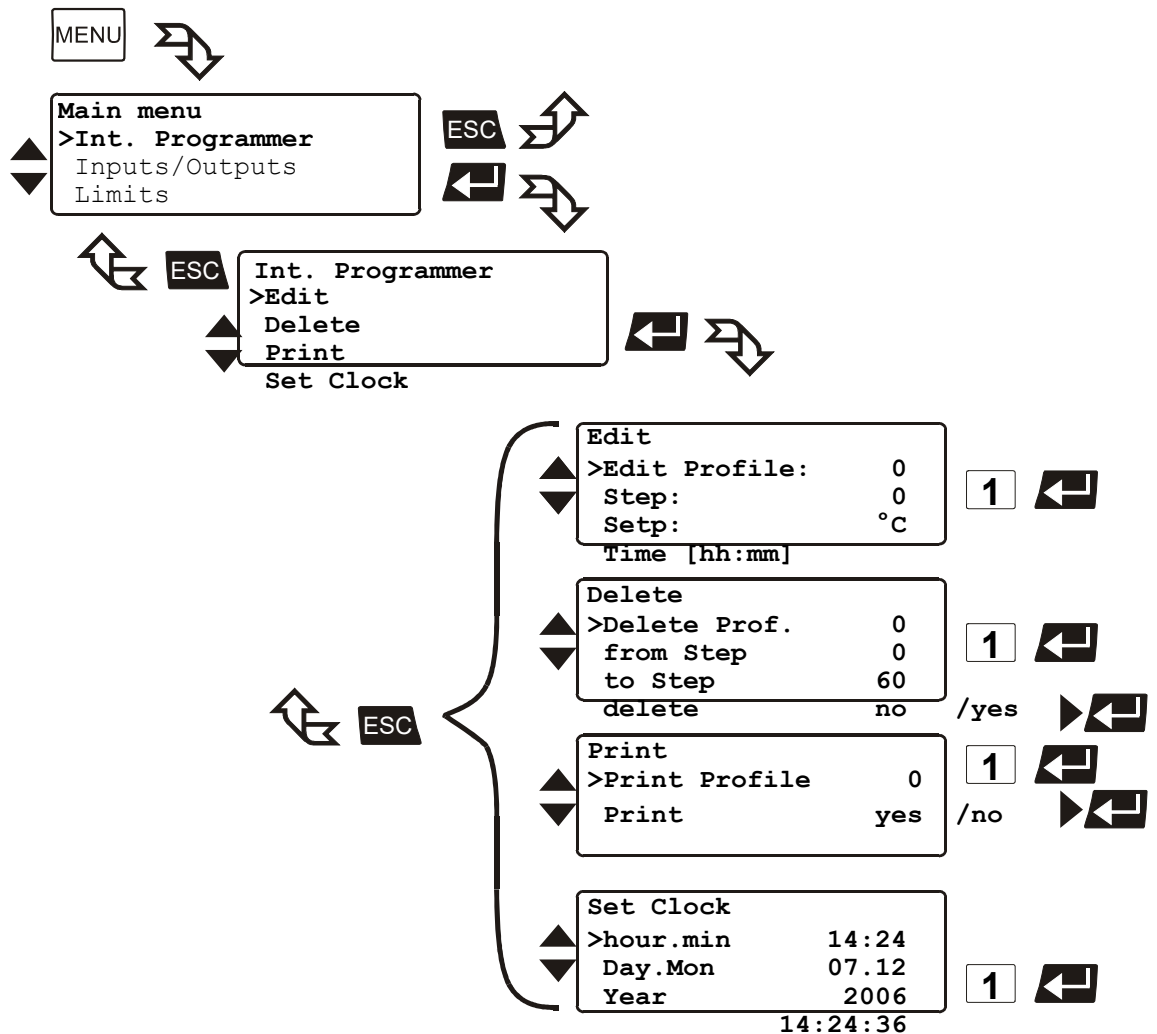 MENU
Main menu
>Int. Programmer
Inputs/Outputs
Limits
ESC
ESC
Int. Programmer
>Edit
Delete
Print
Set Clock
Edit
>Edit Profile: 0
Step: 0
Setp: °C
Time [hh:mm]
1
Delete
>Delete Prof. 0
from Step 0
to Step 60
delete no /yes
1
ESC
Print
>Print Profile 0
Print yes /no
1
Set Clock
>hour.min 14:24
Day.Mon 07.12
Year 2006
14:24:36
1